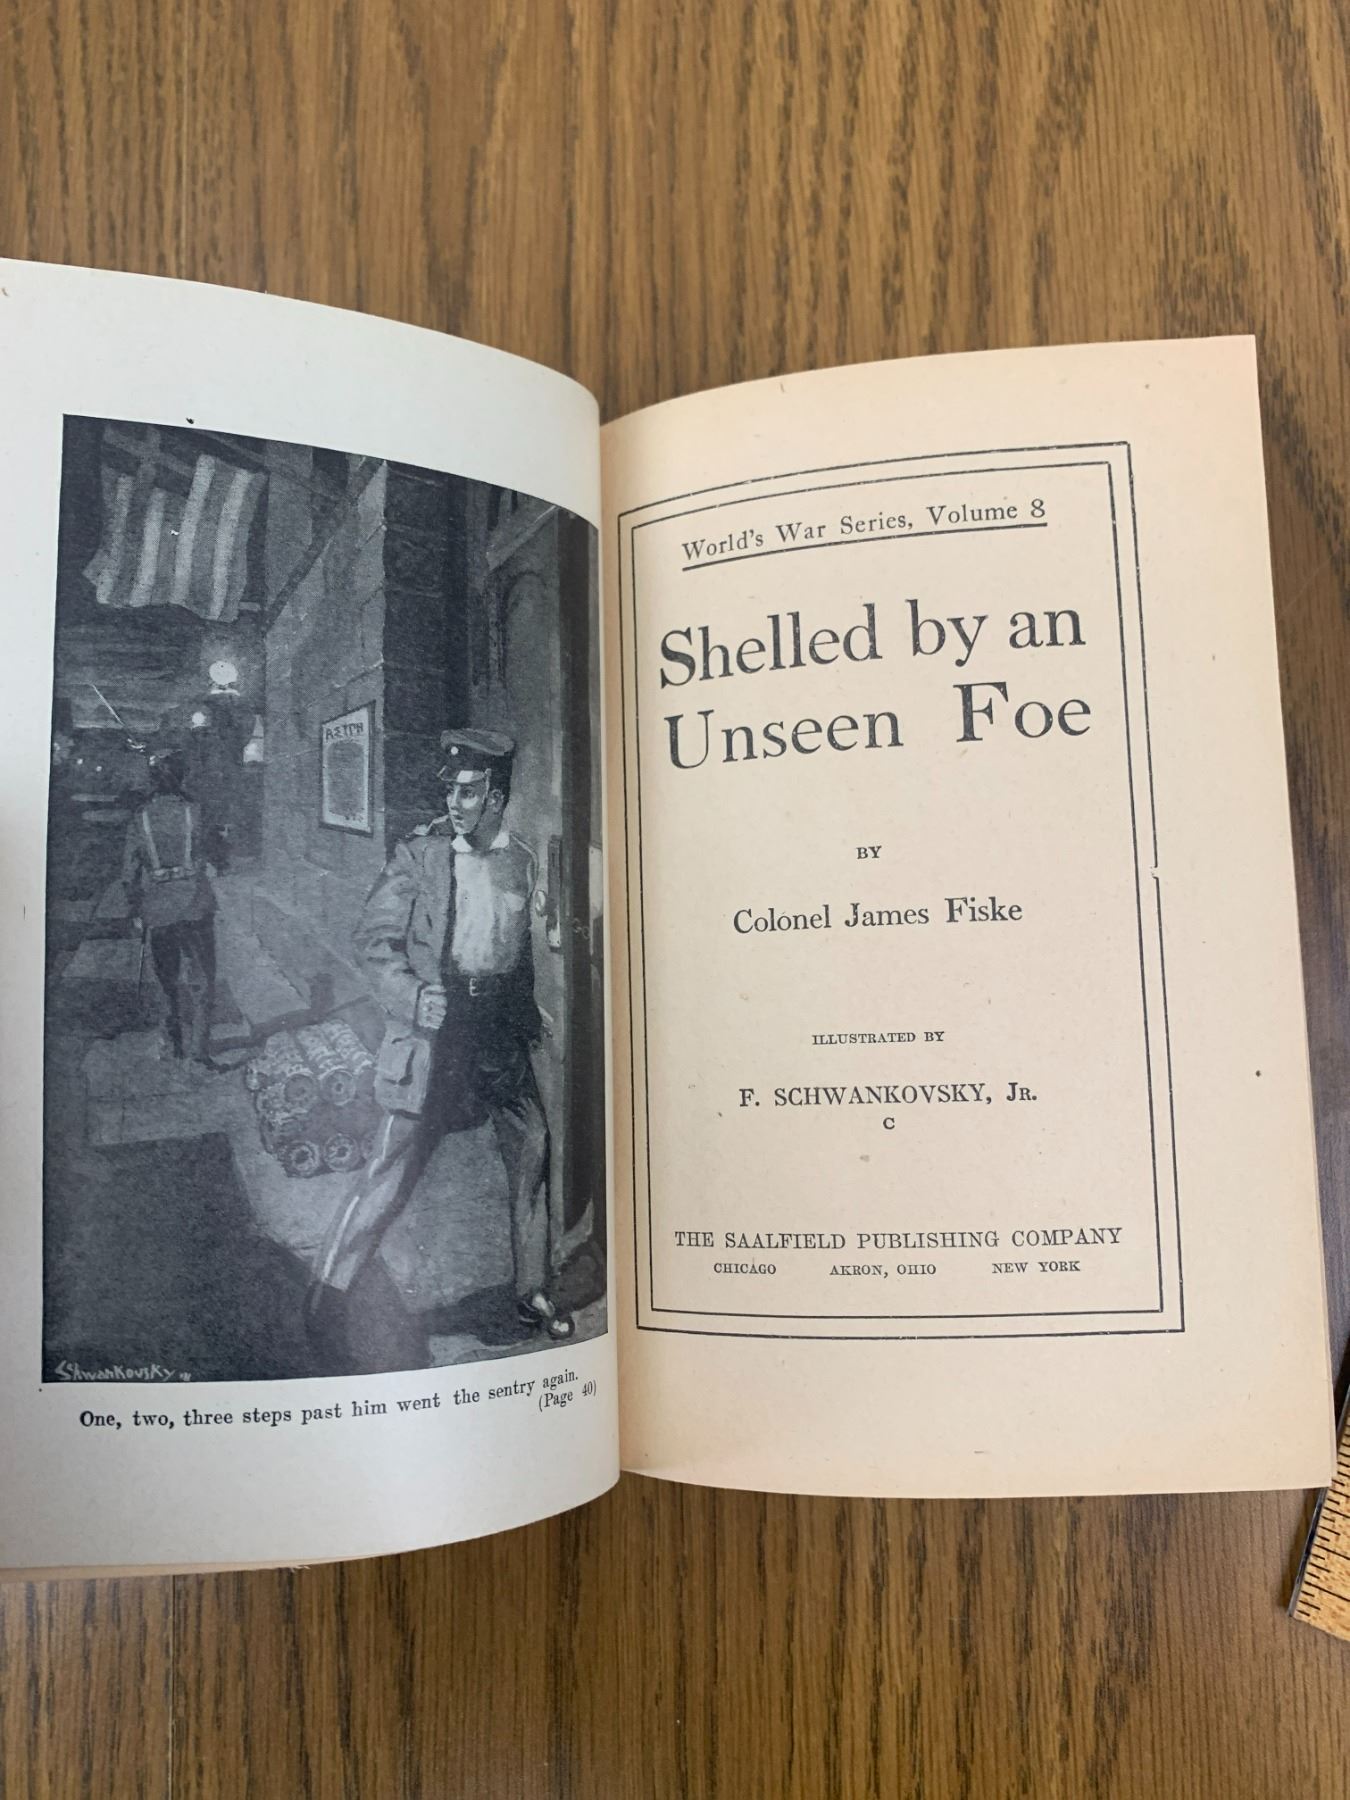 Schwankovsky
One, two, three steps past him went the sentry again.
(Page 40)
World's War Series, Volume 8
Shelled by an
Unseen Foe
BY
Colonel James Fiske
ILLUSTRATED BY
F. SCHWANKOVSKY, JR.
C
THE SAALFIELD PUBLISHING COMPANY
CHICAGO AKRON, OHIO NEW YORK